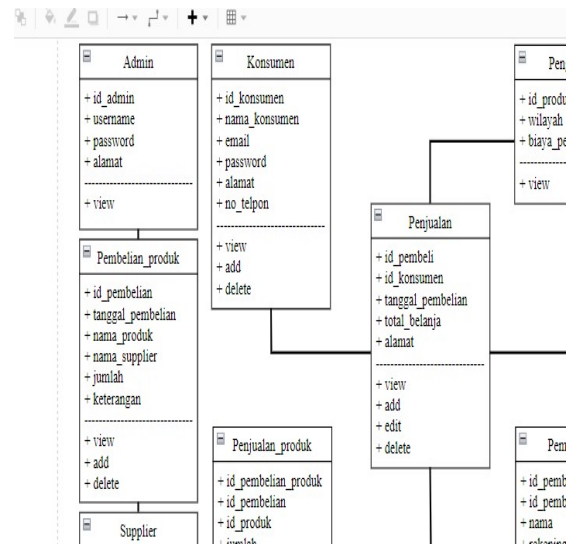 Admin
+ id_admin
+ username
+ password
+ alamat
+ view
Konsumen
+ id_konsumen
+ nama_konsumen
+ email
+ password
+ alamat
+ no_telpon
+ view
+ add
+ delete
+ wilayah
+ view
Penjualan
+ id_pembeli
+ id_konsumen
+ tanggal_pembelian
+ total_belanja
+ alamat
+ view
+ add
+ edit
+ delete
Pembelian_produk
+ id_pembelian
+ tanggal_pembelian
+ nama_produk
+ nama_supplier
+ jumlah
+ keterangan
+ view
+ add
+ delete
Supplier
Penjualan_produk
+ id_pembelian_produk
+ id_pembelian
+ id_produk
+ jumlah
+ nama